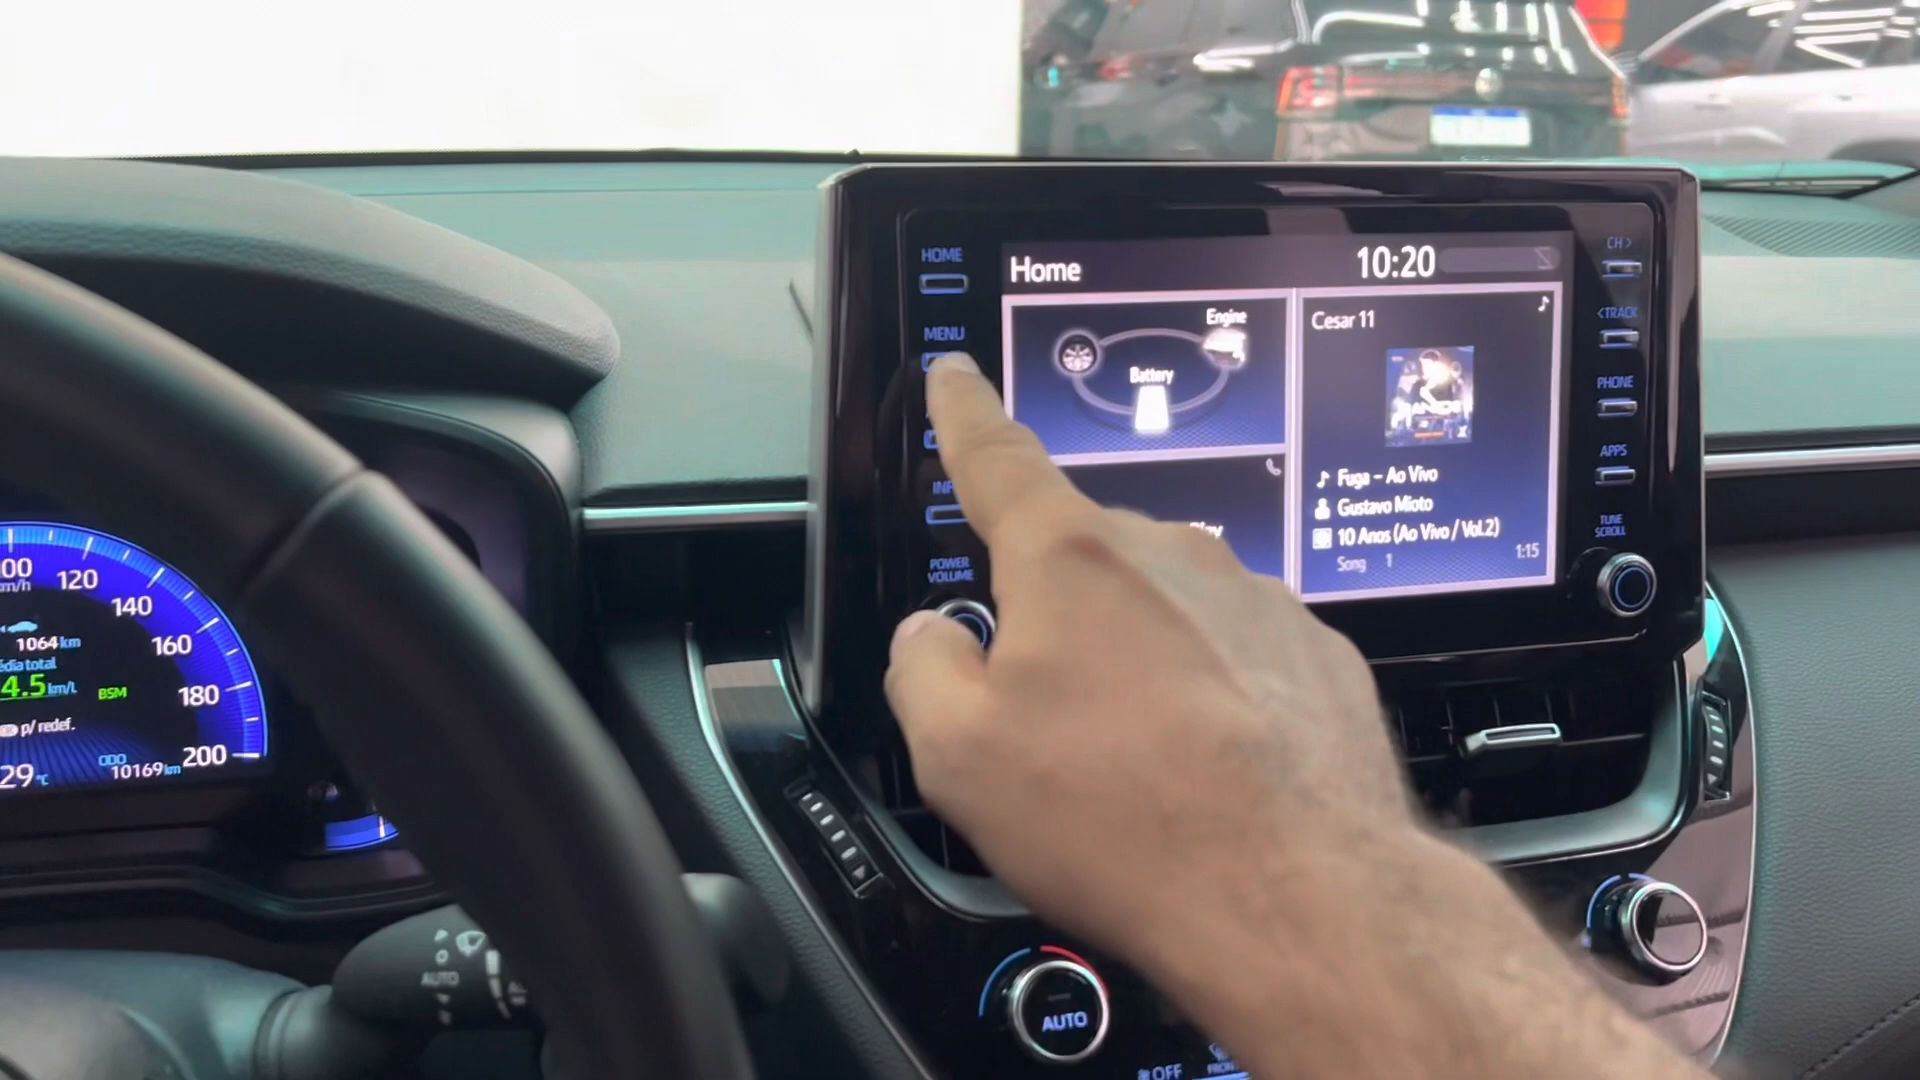 HOME
MENU
POWER
VOLUME
Home
10:20
Engine
Battery
Cesar 11
Fuga - Ao Vivo
Gustavo Mioto
10 Anos (Ao Vivo / Vol.2)
Song 1
1:15
CH >
< TRACK
PHONE
APPS
TUNE
SCROLL
120
140
160
180
200
1064 km
4.5 km/L
BSM
p/ redef.
29 °C
ODO
10169 km
AUTO
AUTO
OFF